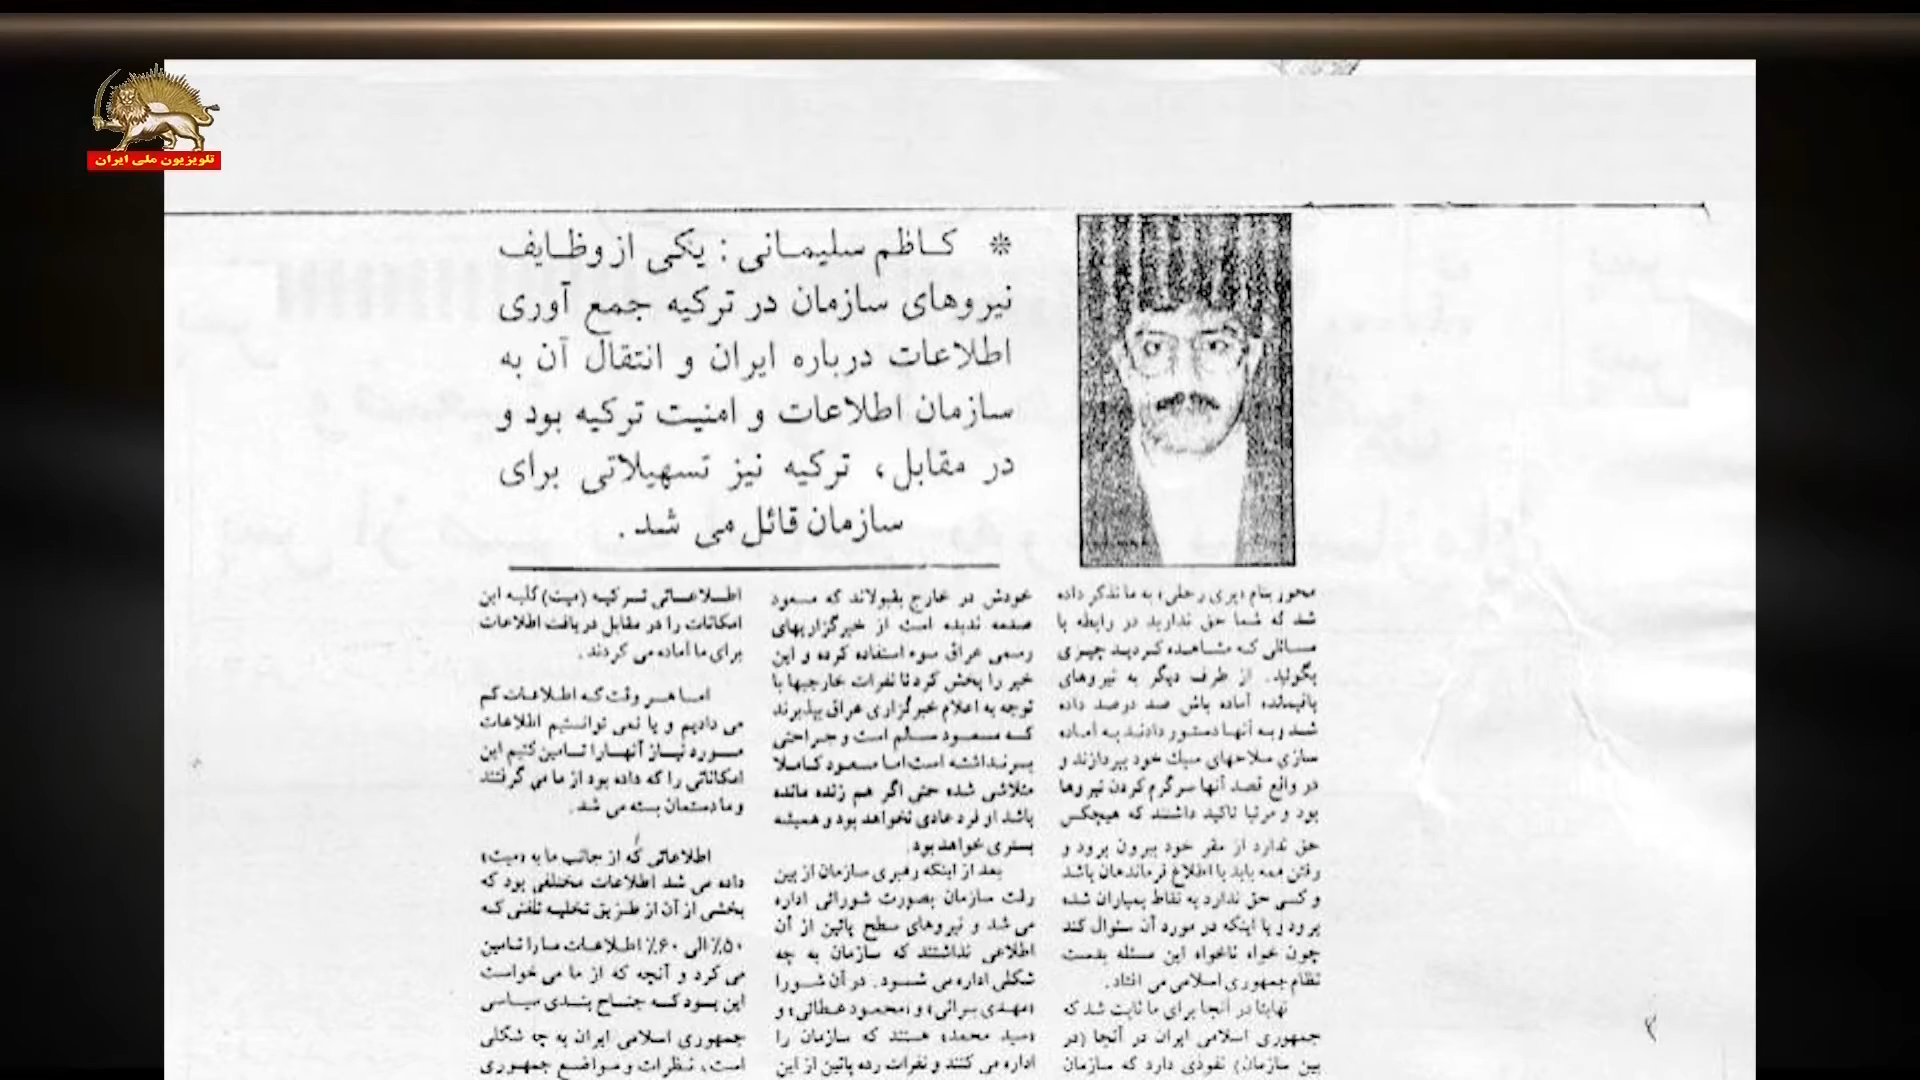 تلویزیون ملی ایران
* کاظم سلیمانی: یکی از وظایف
نیروهای سازمان در ترکیه جمع آوری
اطلاعات درباره ایران و انتقال آن به
سازمان اطلاعات و امنیت ترکیه بود و
در مقابل، ترکیه نیز تسهیلاتی برای
سازمان قائل می شد.
محور بنام «پری رحلی» به ما تذکر داده
شد که شما حق ندارید در رابطه با
مسائلی که مشاهده کردید چیزی
بگوئید. از طرف دیگر به نیروهای
باقیمانده آماده باش صد درصد داده
شد و به آنها دستور دادند به آماده
سازی سلاحهای سبک خود بپردازند و
در واقع قصد آنها سرگرم کردن نیروها
بود و مرتبا تاکید داشتند که هیچکس
حق ندارد از مقر خود بیرون برود و
رفتن همه باید با اطلاع فرماندهان باشد
و کسی حق ندارد به نقاط بمباران شده
برود و یا اینکه در مورد آن سئوال کند
چون خواه ناخواه این مسئله بدست
نظام جمهوری اسلامی می افتاد.
نهایتا در آنجا برای ما ثابت شد که
جمهوری اسلامی ایران در آنجا (در
بین سازمان) نفوذی دارد که سازمان
خودش در خارج بقبولاند که مسعود
صدمه ندیده است از خبرگزاریهای
رسمی عراق سوء استفاده کرده و این
خبر را پخش کرد تا نفرات خارجیها با
توجه به اعلام خبرگزاری عراق بپذیرند
که مسعود سالم است و جراحتی
برنداشته است اما مسعود کاملا
متلاشی شده حتی اگر هم زنده مانده
باشد او فرد عادی نخواهد بود و همیشه
بستری خواهد بود.
بعد از اینکه رهبری سازمان از بین
رفت سازمان بصورت شورائی اداره
می شد و نیروهای سطح پائین از آن
اطلاعی نداشتند که سازمان به چه
شکلی اداره می شود. در آن شورا
«مهدی برائی» و «محمود عطائی» و
«سید محمد» هستند که سازمان را
اداره می کنند و نفرات رده پائین از این
اطلاعاتی ترکیه (میت) کلیه این
امکانات را در مقابل دریافت اطلاعات
برای ما آماده می کردند.
اما هر وقت که اطلاعات کم
می دادیم و یا نمی توانستیم اطلاعات
مورد نیاز آنها را تامین کنیم این
امکاناتی را که داده بود از ما می گرفتند
و ما دستمان بسته می شد.
اطلاعاتی که از جانب ما به «میت»
داده می شد اطلاعات مختلفی بود که
بخشی از آن از طریق تخلیه تلفنی که
۵۰٪ الی ۶۰٪ اطلاعات ما را تامین
می کرد و آنچه که از ما می خواست
این بود که جناح بندی سیاسی
جمهوری اسلامی ایران به چه شکلی
است، نظرات و مواضع جمهوری